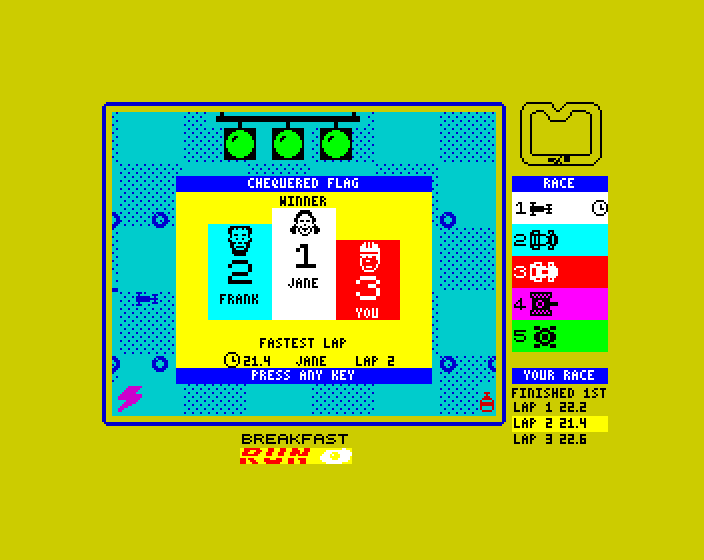 CHEQUERED FLAG
WINNER
1
JANE
2
FRANK
3
YOU
FASTEST LAP
21.4 JANE LAP 2
PRESS ANY KEY
BREAKFAST
RUN
RACE
1
2
3
4
5
YOUR RACE
FINISHED 1ST
LAP 1 22.2
LAP 2 21.4
LAP 3 22.6